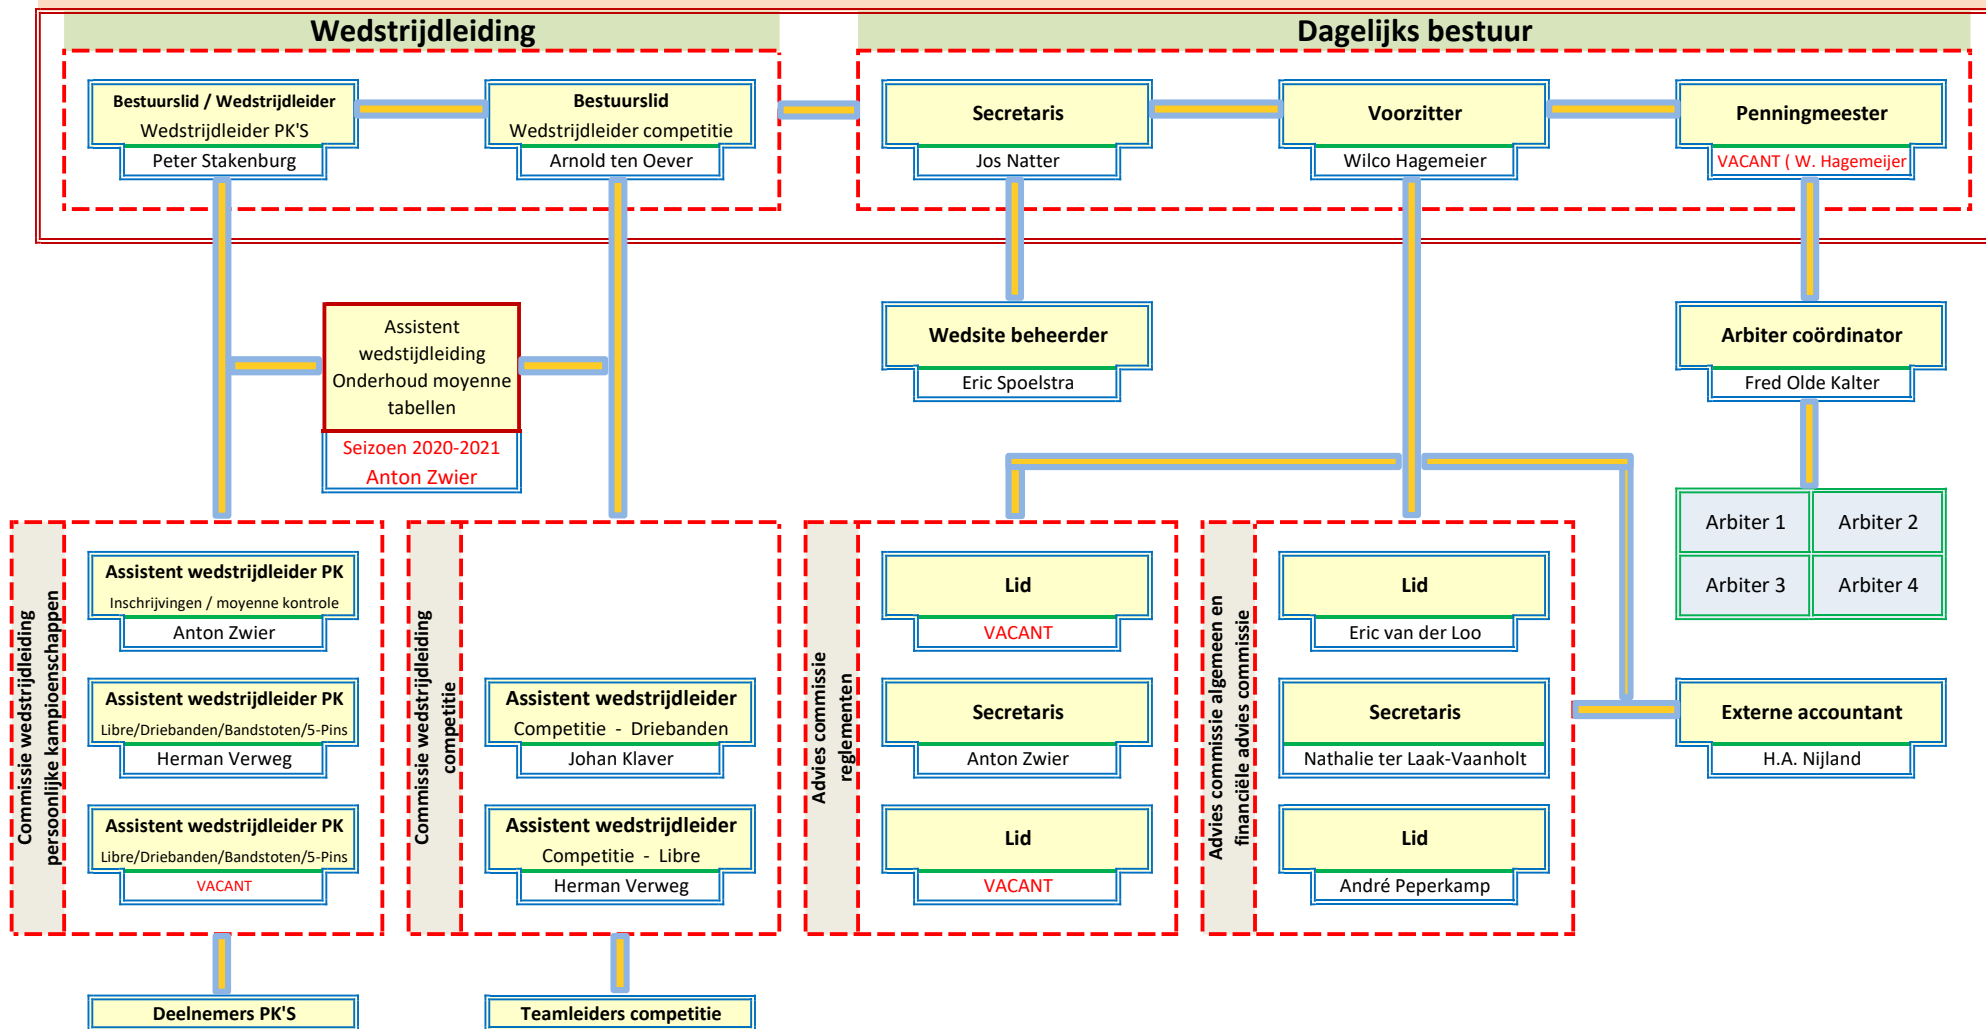 Wedstrijdleiding
Dagelijks bestuur
Bestuurslid / Wedstrijdleider
Wedstrijdleider PK'S
Peter Stakenburg
Bestuurslid
Wedstrijdleider competitie
Arnold ten Oever
Secretaris
Jos Natter
Voorzitter
Wilco Hagemeier
Penningmeester
VACANT ( W. Hagemeijer
Assistent
wedstijdleiding
Onderhoud moyenne
tabellen
Seizoen 2020-2021
Anton Zwier
Wedsite beheerder
Eric Spoelstra
Arbiter coördinator
Fred Olde Kalter
Arbiter 1
Arbiter 2
Arbiter 3
Arbiter 4
Commissie wedstrijdleiding
persoonlijke kampioenschappen
Assistent wedstrijdleider PK
Inschrijvingen / moyenne kontrole
Anton Zwier
Assistent wedstrijdleider PK
Libre/Driebanden/Bandstoten/5-Pins
Herman Verweg
Assistent wedstrijdleider PK
Libre/Driebanden/Bandstoten/5-Pins
VACANT
Commissie wedstrijdleiding
competitie
Assistent wedstrijdleider
Competitie - Driebanden
Johan Klaver
Assistent wedstrijdleider
Competitie - Libre
Herman Verweg
Advies commissie
reglementen
Lid
VACANT
Secretaris
Anton Zwier
Lid
VACANT
Advies commissie algemeen en
financiële advies commissie
Lid
Eric van der Loo
Secretaris
Nathalie ter Laak-Vaanholt
Lid
André Peperkamp
Externe accountant
H.A. Nijland
Deelnemers PK'S
Teamleiders competitie